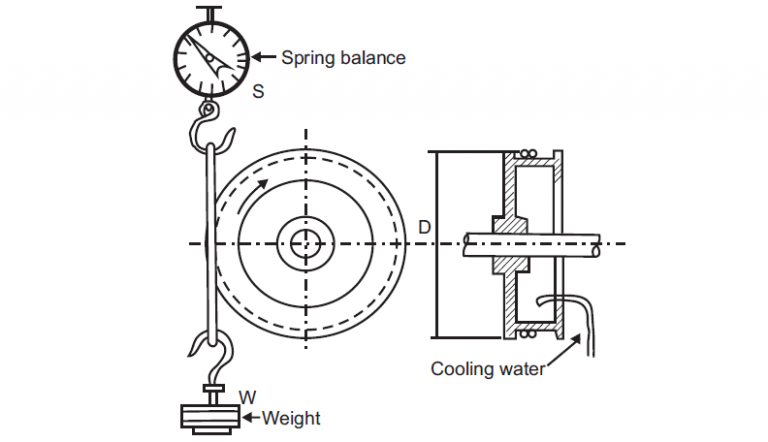 Spring balance
S
D
Cooling water
W
Weight